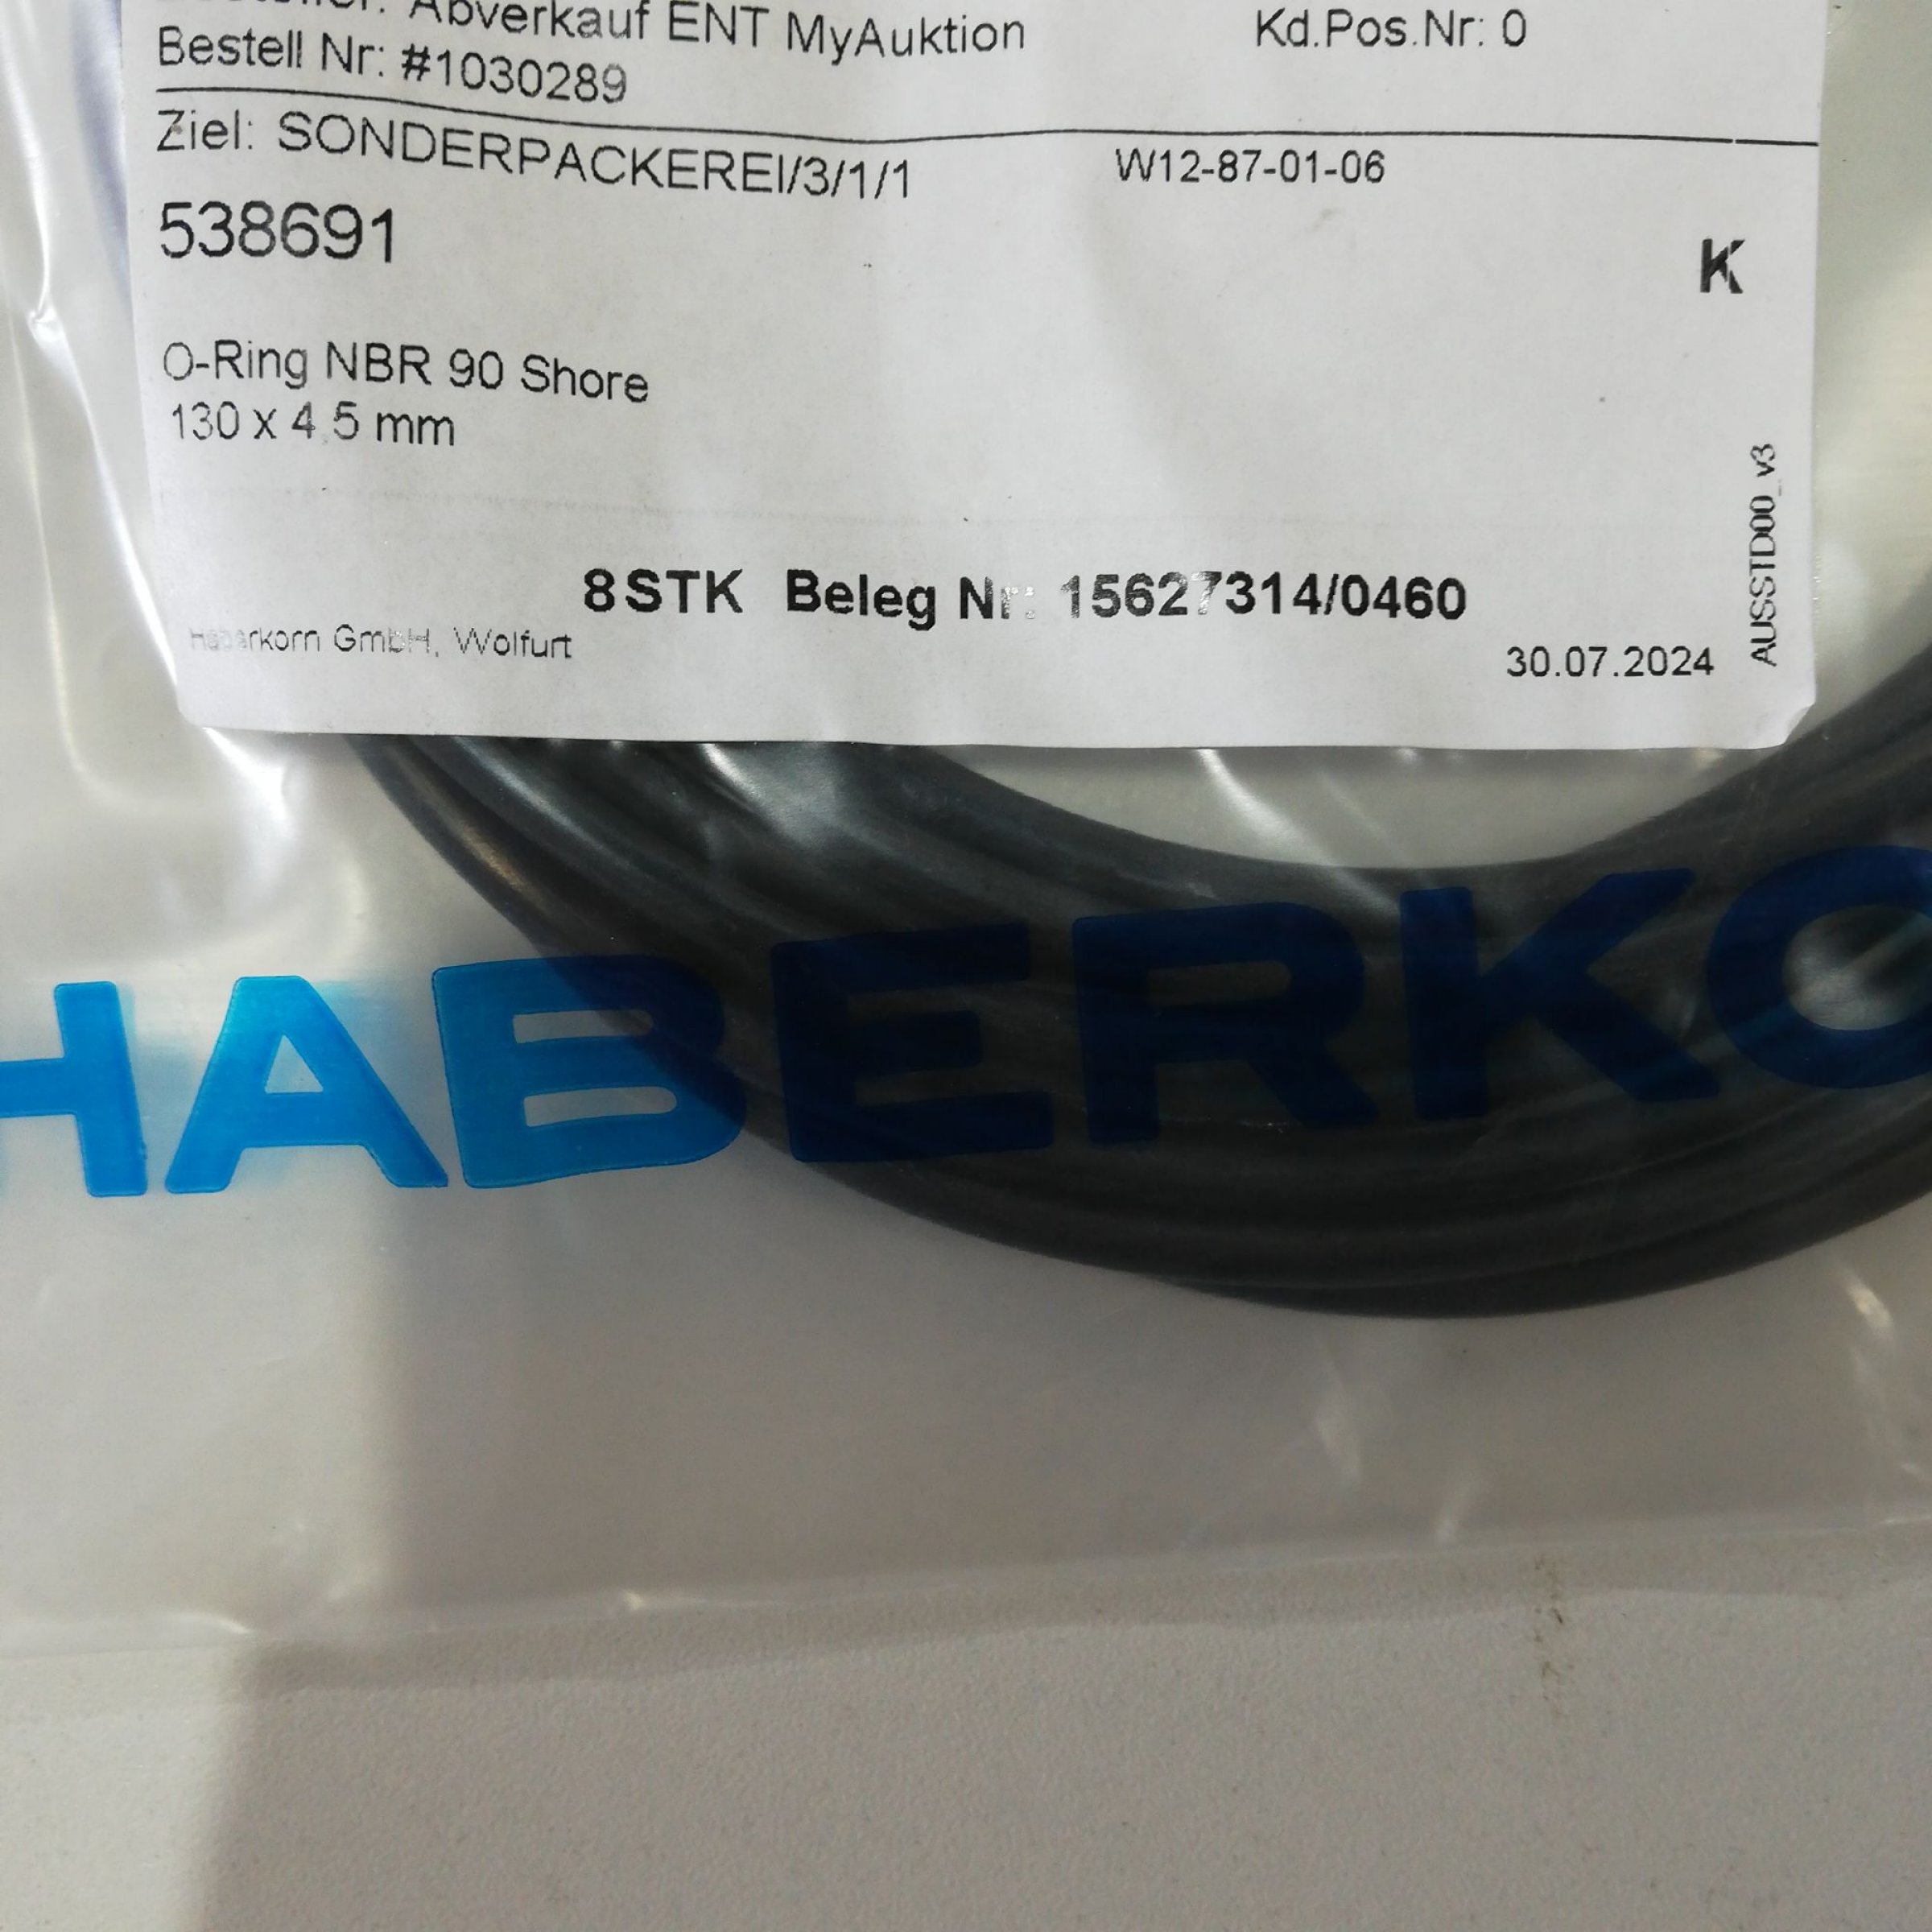 Besteller: Abverkauf ENT MyAuktion Kd.Pos.Nr: 0
Bestell Nr: #1030289
Ziel: SONDERPACKEREI/3/1/1 W12-87-01-06
538691
K
O-Ring NBR 90 Shore
130 x 4,5 mm
AUSSTD00_v3
8 STK Beleg Nr: 15627314/0460
Haberkorn GmbH, Wolfurt
30.07.2024
HABERKO